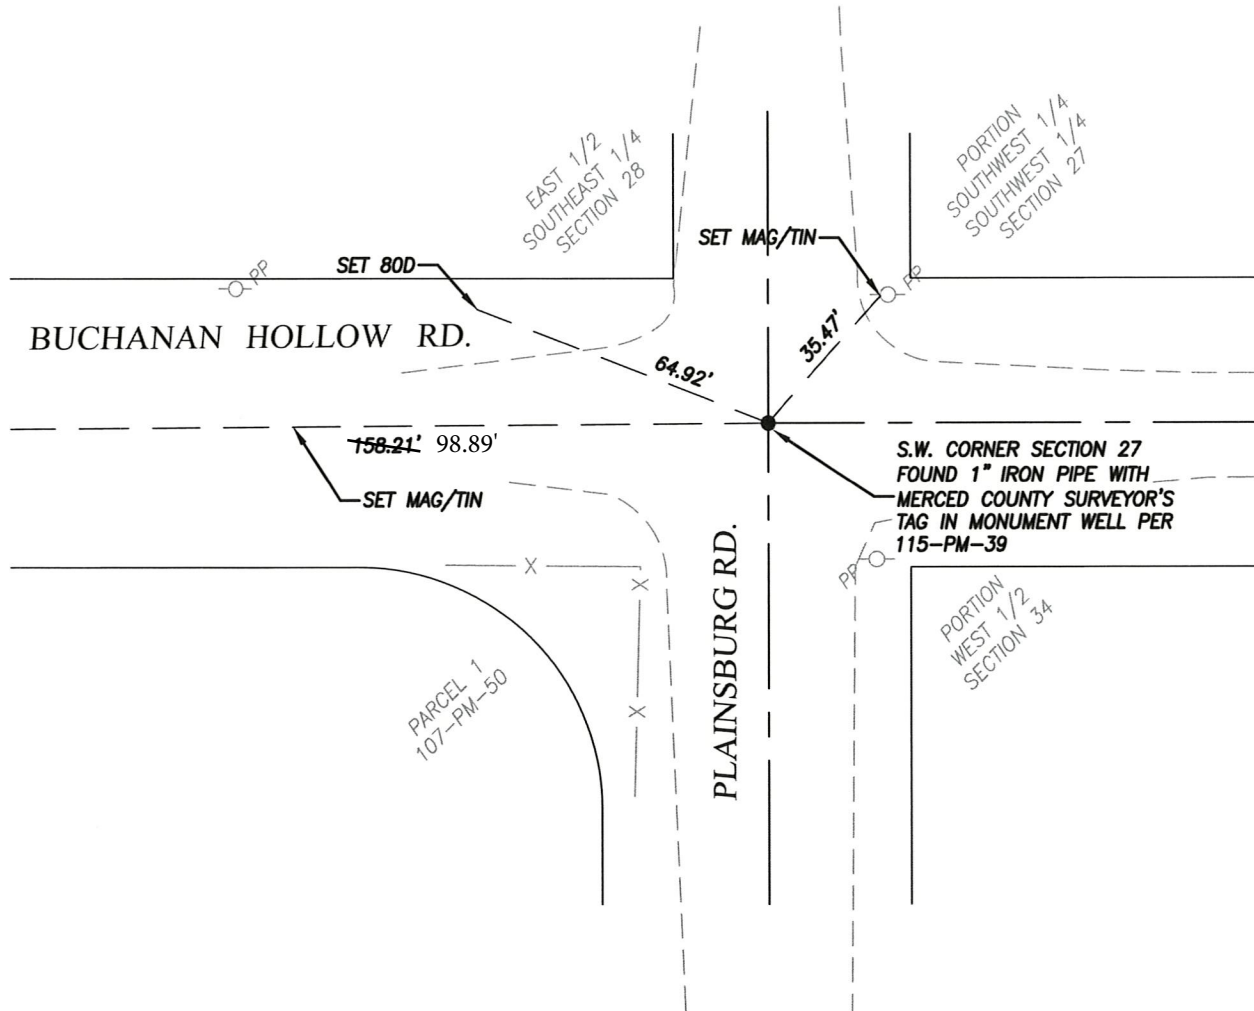 EAST 1/2
SOUTHEAST 1/4
SECTION 28
PORTION
SOUTHWEST 1/4
SOUTHWEST 1/4
SECTION 27
SET MAG/TIN
SET 80D
PP
PP
BUCHANAN HOLLOW RD.
64.92'
35.47'
158.21' 98.89'
SET MAG/TIN
S.W. CORNER SECTION 27
FOUND 1" IRON PIPE WITH
MERCED COUNTY SURVEYOR'S
TAG IN MONUMENT WELL PER
115-PM-39
PLAINSBURG RD.
X
X
X
PP
PORTION
WEST 1/2
SECTION 34
PARCEL 1
107-PM-50